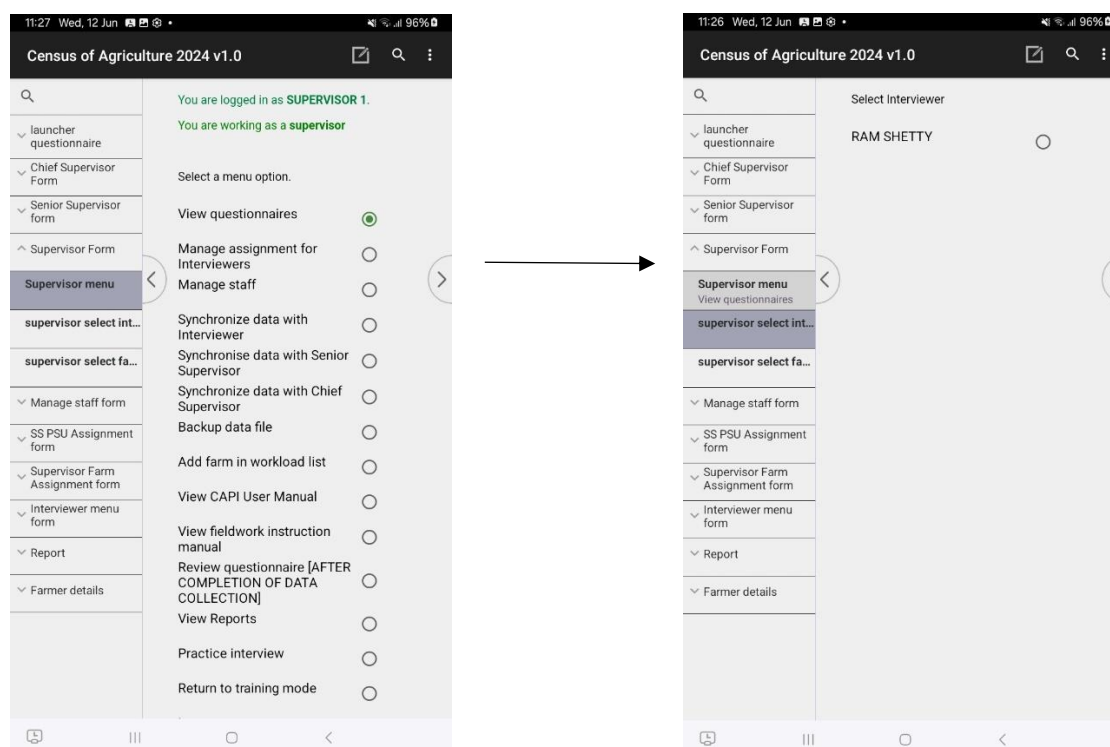 11:27 Wed, 12 Jun
96%
Census of Agriculture 2024 v1.0
launcher
questionnaire
Chief Supervisor
Form
Senior Supervisor
form
Supervisor Form
Supervisor menu
supervisor select int...
supervisor select fa...
Manage staff form
SS PSU Assignment
form
Supervisor Farm
Assignment form
Interviewer menu
form
Report
Farmer details
You are logged in as SUPERVISOR 1.
You are working as a supervisor
Select a menu option.
View questionnaires
Manage assignment for
Interviewers
Manage staff
Synchronize data with
Interviewer
Synchronise data with Senior
Supervisor
Synchronize data with Chief
Supervisor
Backup data file
Add farm in workload list
View CAPI User Manual
View fieldwork instruction
manual
Review questionnaire [AFTER
COMPLETION OF DATA
COLLECTION]
View Reports
Practice interview
Return to training mode
11:26 Wed, 12 Jun
96%
Census of Agriculture 2024 v1.0
launcher
questionnaire
Chief Supervisor
Form
Senior Supervisor
form
Supervisor Form
Supervisor menu
View questionnaires
supervisor select int...
supervisor select fa...
Manage staff form
SS PSU Assignment
form
Supervisor Farm
Assignment form
Interviewer menu
form
Report
Farmer details
Select Interviewer
RAM SHETTY